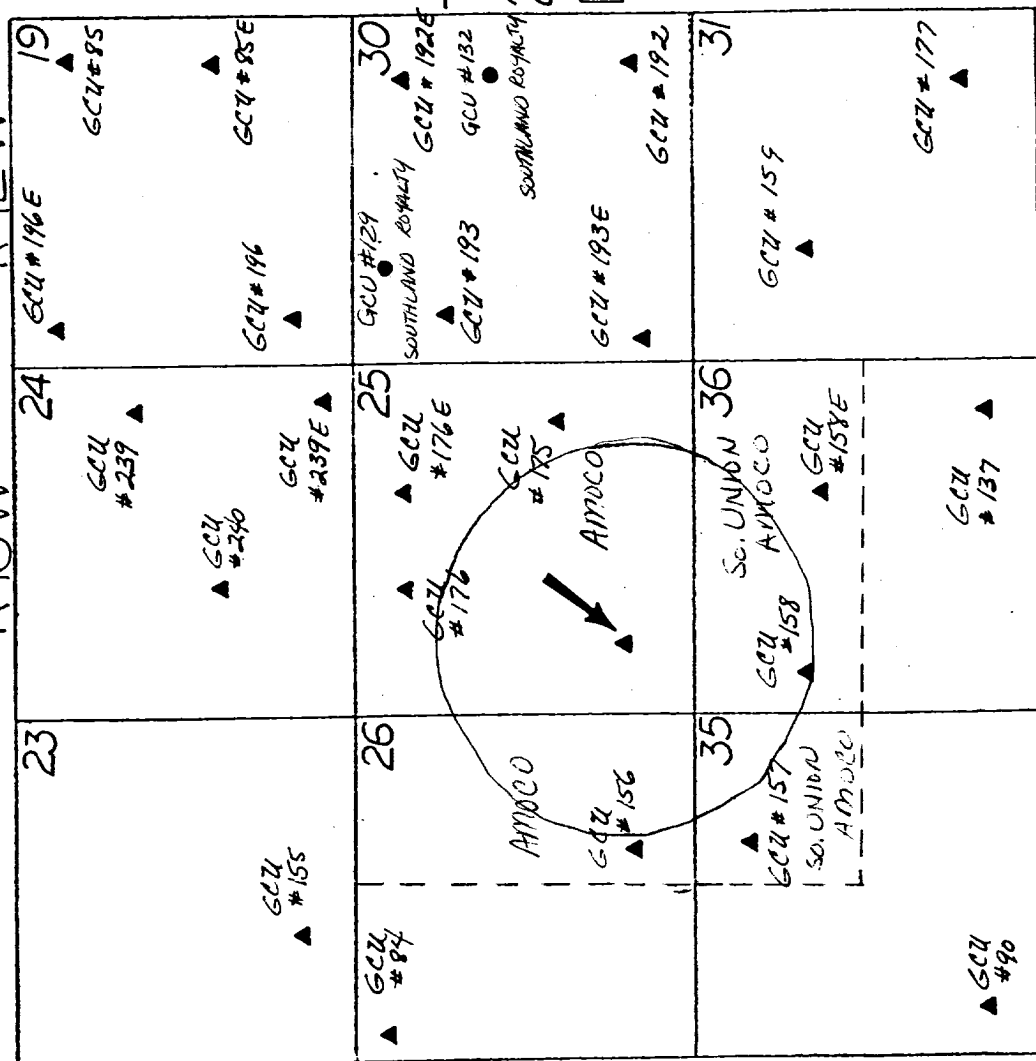 19
GCU #85
GCU #85E
GCU #196E
GCU #196
24
GCU
#239
GCU
#239E
GCU
#240
23
GCU
#155
30
GCU #192E
GCU #132
SOUTHLAND ROYALTY
GCU #129
SOUTHLAND ROYALTY
GCU #193
GCU #193E
GCU #192
25
GCU
#176E
GCU
#175
GCU
#176
AMOCO
26
GCU
#84
AMOCO
GCU
#156
31
GCU #159
GCU #177
36
SO. UNION
AMOCO
GCU
#158E
GCU
#158
GCU
#137
35
GCU #157
SO. UNION
AMOCO
GCU
#90